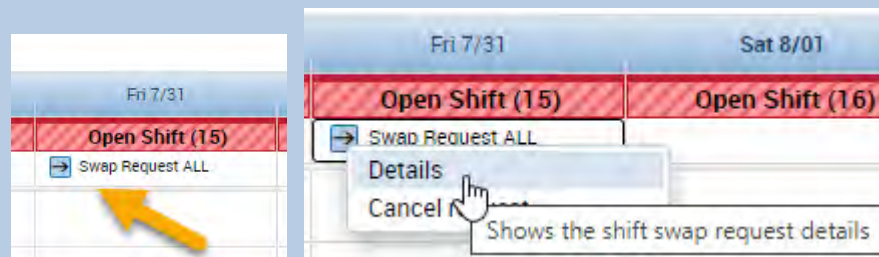 Fri 7/31
Open Shift (15)
Swap Request ALL
Fri 7/31
Sat 8/01
Open Shift (15)
Open Shift (16)
Swap Request ALL
Details
Cancel
Shows the shift swap request details